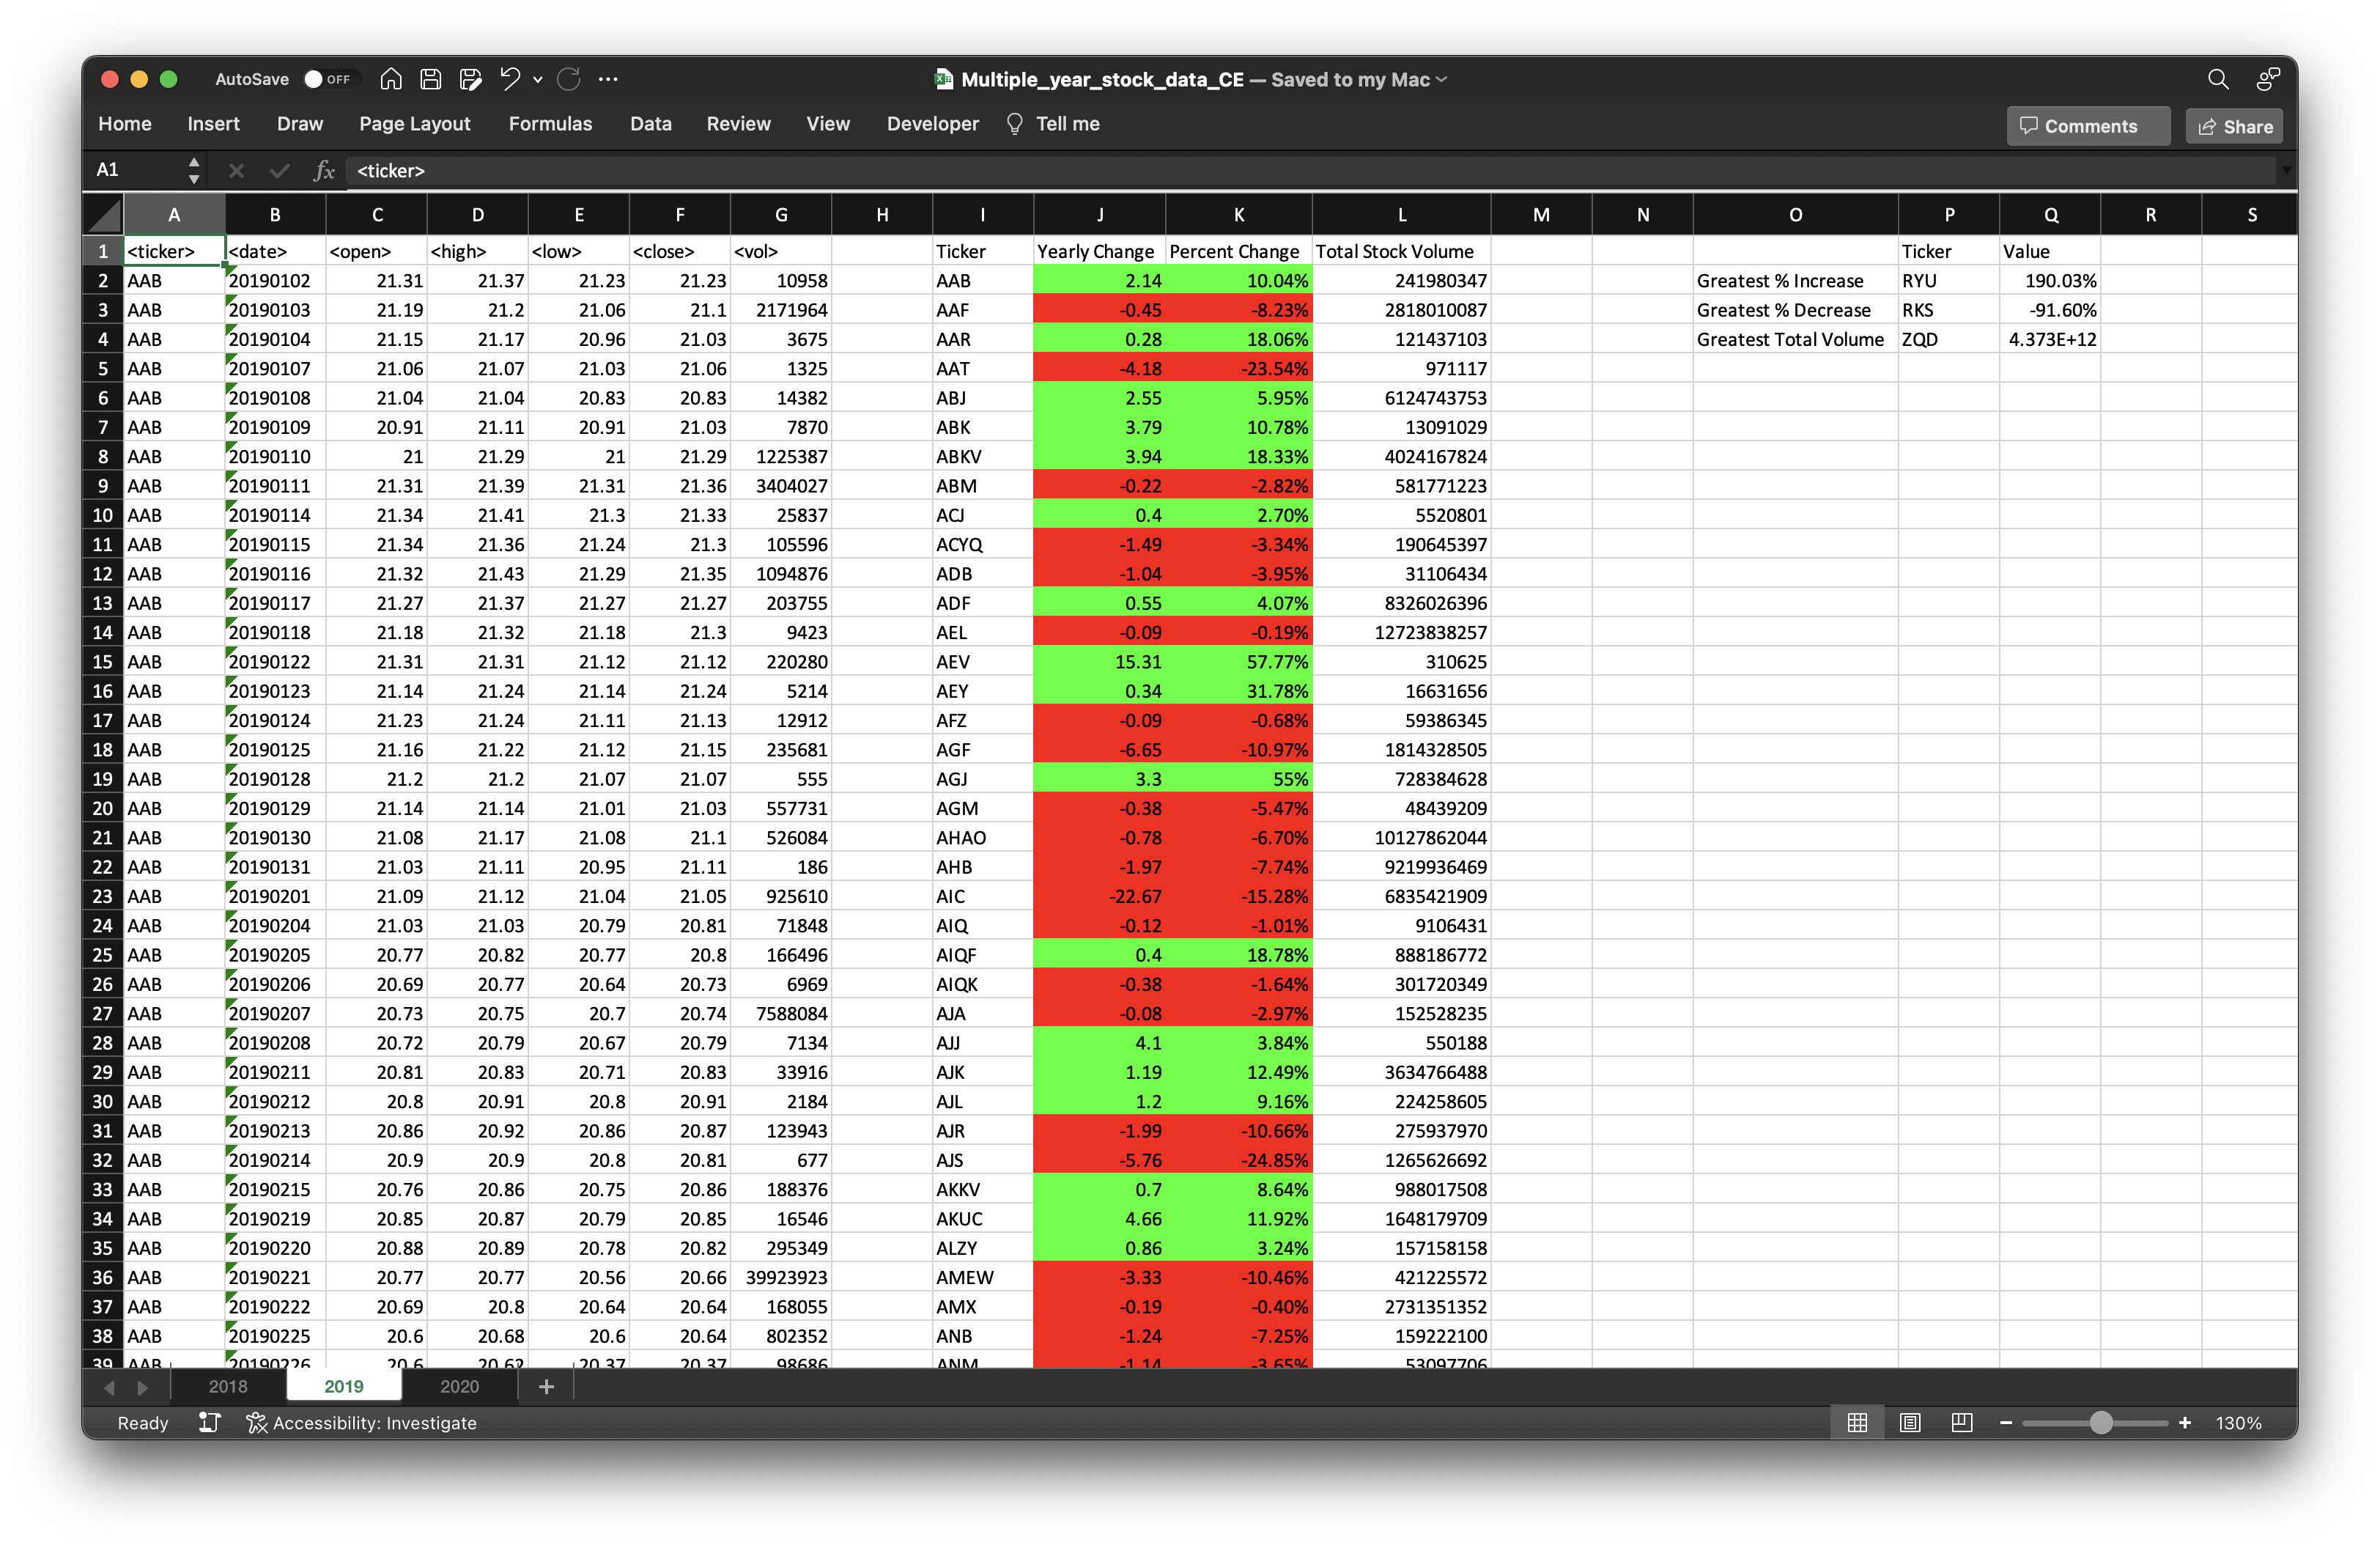 AutoSave OFF Multiple_year_stock_data_CE — Saved to my Mac
Home Insert Draw Page Layout Formulas Data Review View Developer Tell me Comments Share
A1 fx <ticker>
A B C D E F G H I J K L M N O P Q R S
1 <ticker> <date> <open> <high> <low> <close> <vol> Ticker Yearly Change Percent Change Total Stock Volume Ticker Value
2 AAB 20190102 21.31 21.37 21.23 21.23 10958 AAB 2.14 10.04% 241980347 Greatest % Increase RYU 190.03%
3 AAB 20190103 21.19 21.2 21.06 21.1 2171964 AAF -0.45 -8.23% 2818010087 Greatest % Decrease RKS -91.60%
4 AAB 20190104 21.15 21.17 20.96 21.03 3675 AAR 0.28 18.06% 121437103 Greatest Total Volume ZQD 4.373E+12
5 AAB 20190107 21.06 21.07 21.03 21.06 1325 AAT -4.18 -23.54% 971117
6 AAB 20190108 21.04 21.04 20.83 20.83 14382 ABJ 2.55 5.95% 6124743753
7 AAB 20190109 20.91 21.11 20.91 21.03 7870 ABK 3.79 10.78% 13091029
8 AAB 20190110 21 21.29 21 21.29 1225387 ABKV 3.94 18.33% 4024167824
9 AAB 20190111 21.31 21.39 21.31 21.36 3404027 ABM -0.22 -2.82% 581771223
10 AAB 20190114 21.34 21.41 21.3 21.33 25837 ACJ 0.4 2.70% 5520801
11 AAB 20190115 21.34 21.36 21.24 21.3 105596 ACYQ -1.49 -3.34% 190645397
12 AAB 20190116 21.32 21.43 21.29 21.35 1094876 ADB -1.04 -3.95% 31106434
13 AAB 20190117 21.27 21.37 21.27 21.27 203755 ADF 0.55 4.07% 8326026396
14 AAB 20190118 21.18 21.32 21.18 21.3 9423 AEL -0.09 -0.19% 12723838257
15 AAB 20190122 21.31 21.31 21.12 21.12 220280 AEV 15.31 57.77% 310625
16 AAB 20190123 21.14 21.24 21.14 21.24 5214 AEY 0.34 31.78% 16631656
17 AAB 20190124 21.23 21.24 21.11 21.13 12912 AFZ -0.09 -0.68% 59386345
18 AAB 20190125 21.16 21.22 21.12 21.15 235681 AGF -6.65 -10.97% 1814328505
19 AAB 20190128 21.2 21.2 21.07 21.07 555 AGJ 3.3 55% 728384628
20 AAB 20190129 21.14 21.14 21.01 21.03 557731 AGM -0.38 -5.47% 48439209
21 AAB 20190130 21.08 21.17 21.08 21.1 526084 AHAO -0.78 -6.70% 10127862044
22 AAB 20190131 21.03 21.11 20.95 21.11 186 AHB -1.97 -7.74% 9219936469
23 AAB 20190201 21.09 21.12 21.04 21.05 925610 AIC -22.67 -15.28% 6835421909
24 AAB 20190204 21.03 21.03 20.79 20.81 71848 AIQ -0.12 -1.01% 9106431
25 AAB 20190205 20.77 20.82 20.77 20.8 166496 AIQF 0.4 18.78% 888186772
26 AAB 20190206 20.69 20.77 20.64 20.73 6969 AIQK -0.38 -1.64% 301720349
27 AAB 20190207 20.73 20.75 20.7 20.74 7588084 AJA -0.08 -2.97% 152528235
28 AAB 20190208 20.72 20.79 20.67 20.79 7134 AJJ 4.1 3.84% 550188
29 AAB 20190211 20.81 20.83 20.71 20.83 33916 AJK 1.19 12.49% 3634766488
30 AAB 20190212 20.8 20.91 20.8 20.91 2184 AJL 1.2 9.16% 224258605
31 AAB 20190213 20.86 20.92 20.86 20.87 123943 AJR -1.99 -10.66% 275937970
32 AAB 20190214 20.9 20.9 20.8 20.81 677 AJS -5.76 -24.85% 1265626692
33 AAB 20190215 20.76 20.86 20.75 20.86 188376 AKKV 0.7 8.64% 988017508
34 AAB 20190219 20.85 20.87 20.79 20.85 16546 AKUC 4.66 11.92% 1648179709
35 AAB 20190220 20.88 20.89 20.78 20.82 295349 ALZY 0.86 3.24% 157158158
36 AAB 20190221 20.77 20.77 20.56 20.66 39923923 AMEW -3.33 -10.46% 421225572
37 AAB 20190222 20.69 20.8 20.64 20.64 168055 AMX -0.19 -0.40% 2731351352
38 AAB 20190225 20.6 20.68 20.6 20.64 802352 ANB -1.24 -7.25% 159222100
39 AAB 20190226 20.6 20.62 20.37 20.37 98686 ANM -1.14 -3.65% 53097706
2018 2019 2020 +
Ready Accessibility: Investigate 130%